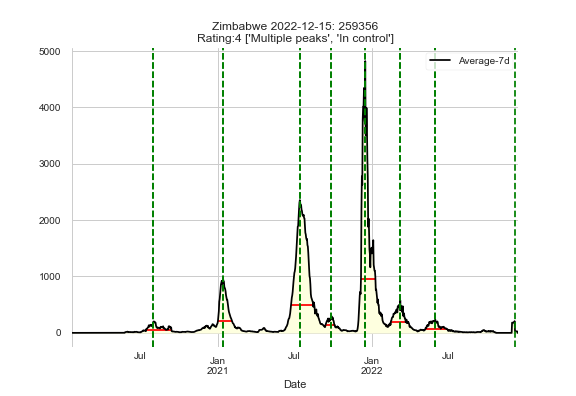 Zimbabwe 2022-12-15: 259356
Rating:4 ['Multiple peaks', 'In control']
Average-7d
5000
4000
3000
2000
1000
0
Jul
Jan
2021
Jul
Jan
2022
Jul
Date